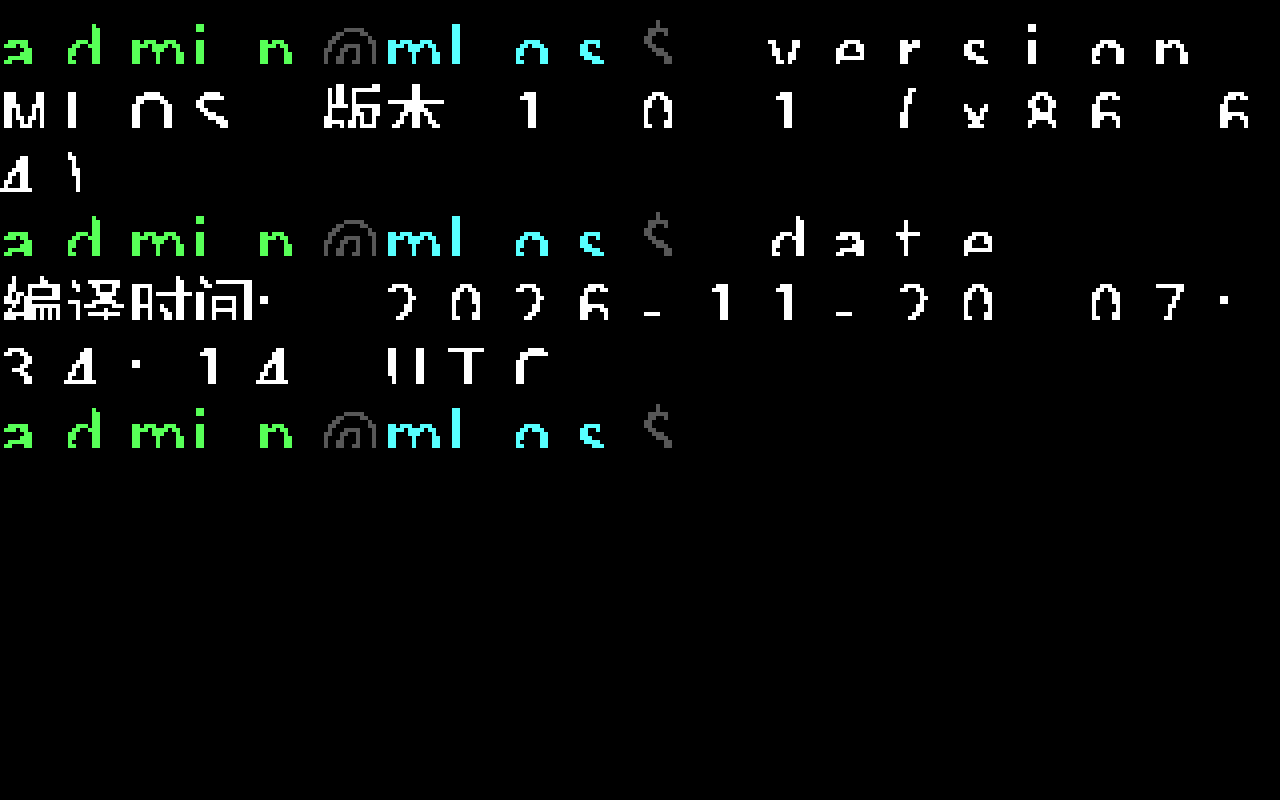 admin@mlos$ version
MLOS 版本 1.0.1 (x86_6
4)
admin@mlos$ date
编译时间: 2026-11-20 07:
34:14 UTC
admin@mlos$